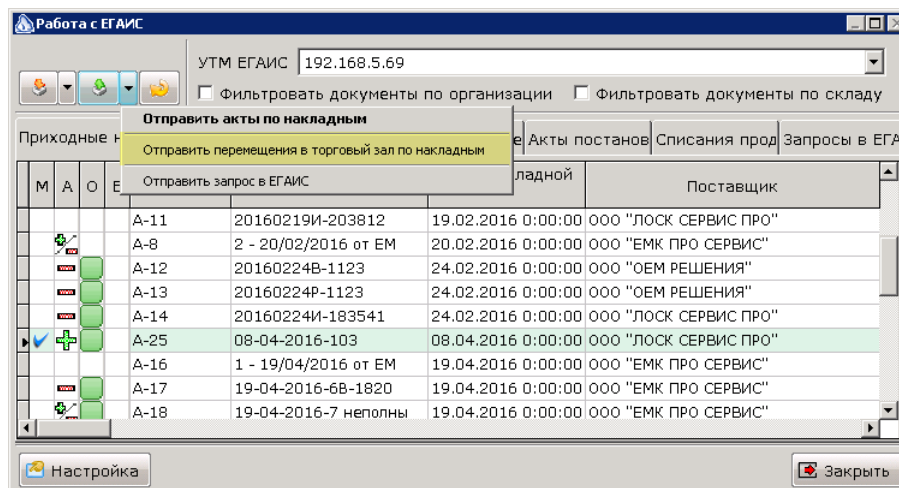 Работа с ЕГАИС
УТМ ЕГАИС 192.168.5.69
Фильтровать документы по организации Фильтровать документы по складу
Отправить акты по накладным
Отправить перемещения в торговый зал по накладным
Отправить запрос в ЕГАИС
Приходные н е Акты постанов Списания прод Запросы в ЕГА
М А О Е ладной Поставщик
А-11 20160219И-203812 19.02.2016 0:00:00 ООО "ЛОСК СЕРВИС ПРО"
А-8 2 - 20/02/2016 от ЕМ 20.02.2016 0:00:00 ООО "ЕМК ПРО СЕРВИС"
А-12 20160224В-1123 24.02.2016 0:00:00 ООО "ОЕМ РЕШЕНИЯ"
А-13 20160224Р-1123 24.02.2016 0:00:00 ООО "ОЕМ РЕШЕНИЯ"
А-14 20160224И-183541 24.02.2016 0:00:00 ООО "ЛОСК СЕРВИС ПРО"
А-25 08-04-2016-103 08.04.2016 0:00:00 ООО "ЛОСК СЕРВИС ПРО"
А-16 1 - 19/04/2016 от ЕМ 19.04.2016 0:00:00 ООО "ЕМК ПРО СЕРВИС"
А-17 19-04-2016-6В-1820 19.04.2016 0:00:00 ООО "ЕМК ПРО СЕРВИС"
А-18 19-04-2016-7 неполны 19.04.2016 0:00:00 ООО "ЕМК ПРО СЕРВИС"
Настройка Закрыть